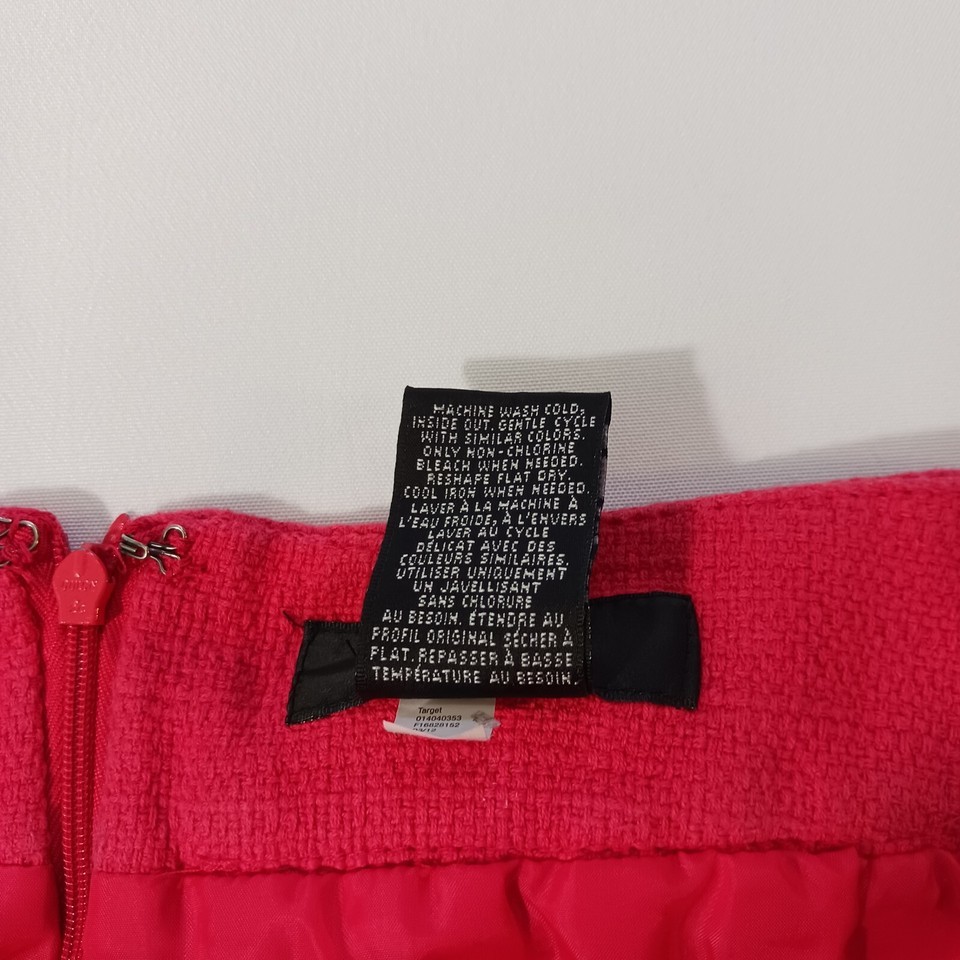 MACHINE WASH COLD,
INSIDE OUT, GENTLE CYCLE
WITH SIMILAR COLORS.
ONLY NON-CHLORINE
BLEACH WHEN NEEDED.
RESHAPE FLAT DRY.
COOL IRON WHEN NEEDED.
LAVER À LA MACHINE À
L'EAU FROIDE, À L'ENVERS
LAVER AU CYCLE
DÉLICAT AVEC DES
COULEURS SIMILAIRES.
UTILISER UNIQUEMENT
UN JAVELLISANT
SANS CHLORURE
AU BESOIN. ÉTENDRE AU
PROFIL ORIGINAL SÉCHER À
PLAT. REPASSER À BASSE
TEMPÉRATURE AU BESOIN.
Target
014040353
F16828152